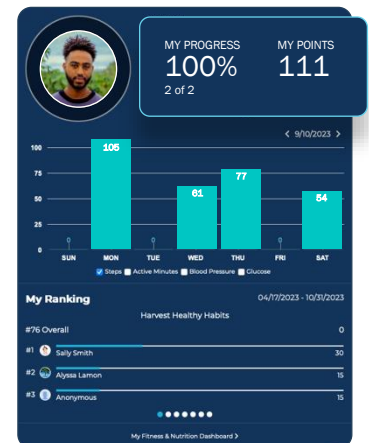 MY PROGRESS MY POINTS
100% 111
2 of 2
< 9/10/2023 >
100
75
50
25
0
105
61
77
54
0 0 0
SUN MON TUE WED THU FRI SAT
Steps Active Minutes Blood Pressure Glucose
My Ranking 04/17/2023 - 10/31/2023
Harvest Healthy Habits
#76 Overall 0
#1 Sally Smith 30
#2 Alyssa Lamon 15
#3 Anonymous 15
My Fitness & Nutrition Dashboard >